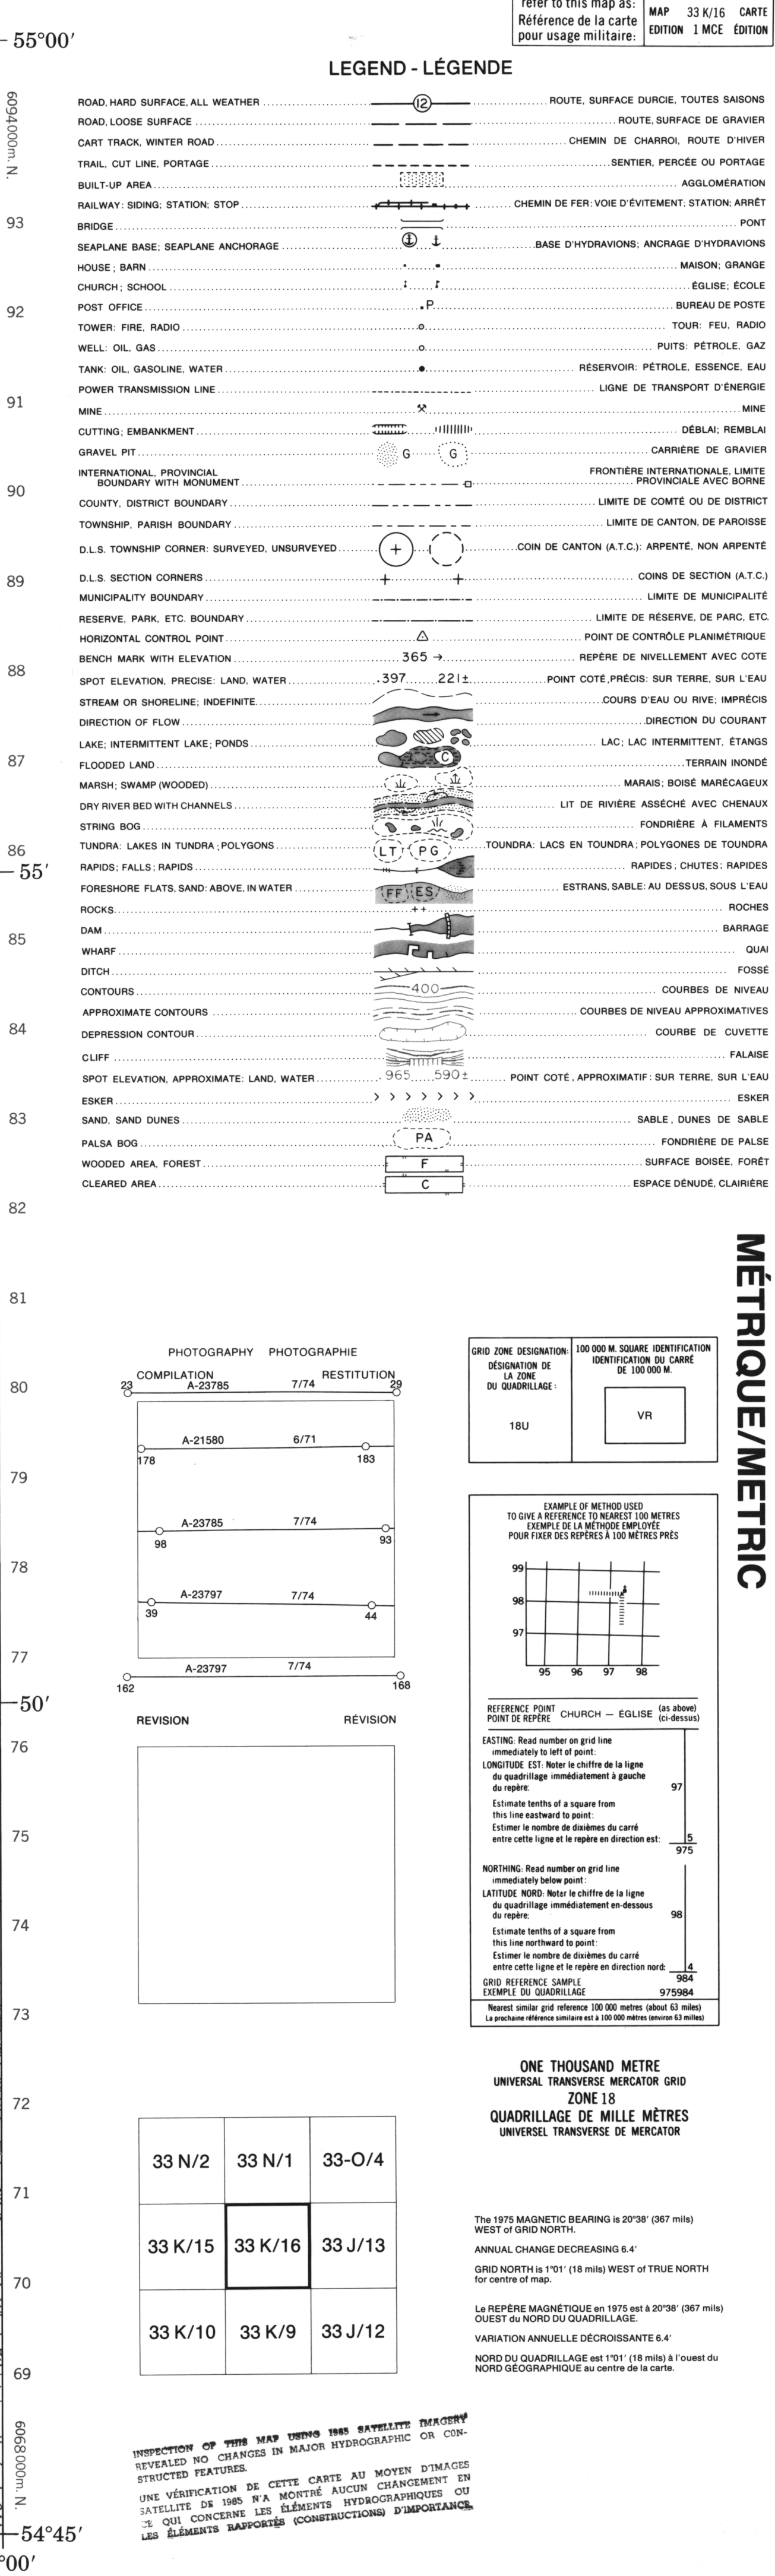 refer to this map as:
Référence de la carte
pour usage militaire:
MAP 33 K/16 CARTE
EDITION 1 MCE ÉDITION
55°00′
6094000m. N.
93
92
91
90
89
88
87
86
55′
85
84
83
82
81
80
79
78
77
50′
76
75
74
73
72
71
70
69
6068000m. N.
54°45′
°00′
LEGEND - LÉGENDE
ROAD, HARD SURFACE, ALL WEATHER 12 ROUTE, SURFACE DURCIE, TOUTES SAISONS
ROAD, LOOSE SURFACE ROUTE, SURFACE DE GRAVIER
CART TRACK, WINTER ROAD CHEMIN DE CHARROI, ROUTE D'HIVER
TRAIL, CUT LINE, PORTAGE SENTIER, PERCÉE OU PORTAGE
BUILT-UP AREA AGGLOMÉRATION
RAILWAY: SIDING; STATION; STOP CHEMIN DE FER: VOIE D'ÉVITEMENT; STATION; ARRÊT
BRIDGE PONT
SEAPLANE BASE; SEAPLANE ANCHORAGE BASE D'HYDRAVIONS; ANCRAGE D'HYDRAVIONS
HOUSE; BARN MAISON; GRANGE
CHURCH; SCHOOL ÉGLISE; ÉCOLE
POST OFFICE P BUREAU DE POSTE
TOWER: FIRE, RADIO TOUR: FEU, RADIO
WELL: OIL, GAS PUITS: PÉTROLE, GAZ
TANK: OIL, GASOLINE, WATER RÉSERVOIR: PÉTROLE, ESSENCE, EAU
POWER TRANSMISSION LINE LIGNE DE TRANSPORT D'ÉNERGIE
MINE MINE
CUTTING; EMBANKMENT DÉBLAI; REMBLAI
GRAVEL PIT G G CARRIÈRE DE GRAVIER
INTERNATIONAL, PROVINCIAL FRONTIÈRE INTERNATIONALE, LIMITE
BOUNDARY WITH MONUMENT PROVINCIALE AVEC BORNE
COUNTY, DISTRICT BOUNDARY LIMITE DE COMTÉ OU DE DISTRICT
TOWNSHIP, PARISH BOUNDARY LIMITE DE CANTON, DE PAROISSE
D.L.S. TOWNSHIP CORNER: SURVEYED, UNSURVEYED COIN DE CANTON (A.T.C.): ARPENTÉ, NON ARPENTÉ
D.L.S. SECTION CORNERS COINS DE SECTION (A.T.C.)
MUNICIPALITY BOUNDARY LIMITE DE MUNICIPALITÉ
RESERVE, PARK, ETC. BOUNDARY LIMITE DE RÉSERVE, DE PARC, ETC.
HORIZONTAL CONTROL POINT POINT DE CONTRÔLE PLANIMÉTRIQUE
BENCH MARK WITH ELEVATION 365 → REPÈRE DE NIVELLEMENT AVEC COTE
SPOT ELEVATION, PRECISE: LAND, WATER .397 221± POINT COTÉ, PRÉCIS: SUR TERRE, SUR L'EAU
STREAM OR SHORELINE; INDEFINITE COURS D'EAU OU RIVE; IMPRÉCIS
DIRECTION OF FLOW DIRECTION DU COURANT
LAKE; INTERMITTENT LAKE; PONDS LAC; LAC INTERMITTENT, ÉTANGS
FLOODED LAND C TERRAIN INONDÉ
MARSH; SWAMP (WOODED) MARAIS; BOISÉ MARÉCAGEUX
DRY RIVER BED WITH CHANNELS LIT DE RIVIÈRE ASSÉCHÉ AVEC CHENAUX
STRING BOG FONDRIÈRE À FILAMENTS
TUNDRA: LAKES IN TUNDRA; POLYGONS LT PG TOUNDRA: LACS EN TOUNDRA; POLYGONES DE TOUNDRA
RAPIDS; FALLS; RAPIDS RAPIDES; CHUTES; RAPIDES
FORESHORE FLATS, SAND: ABOVE, IN WATER FF ES ESTRANS, SABLE: AU DESSUS, SOUS L'EAU
ROCKS ROCHES
DAM BARRAGE
WHARF QUAI
DITCH FOSSÉ
CONTOURS 400 COURBES DE NIVEAU
APPROXIMATE CONTOURS COURBES DE NIVEAU APPROXIMATIVES
DEPRESSION CONTOUR COURBE DE CUVETTE
CLIFF FALAISE
SPOT ELEVATION, APPROXIMATE: LAND, WATER .965 590± POINT COTÉ, APPROXIMATIF: SUR TERRE, SUR L'EAU
ESKER > > > > > > > ESKER
SAND, SAND DUNES SABLE, DUNES DE SABLE
PALSA BOG PA FONDRIÈRE DE PALSE
WOODED AREA, FOREST F SURFACE BOISÉE, FORÊT
CLEARED AREA C ESPACE DÉNUDÉ, CLAIRIÈRE
MÉTRIQUE/METRIC
PHOTOGRAPHY PHOTOGRAPHIE
COMPILATION RESTITUTION
23 A-23785 7/74 29
A-21580 6/71
178 183
A-23785 7/74
98 93
A-23797 7/74
39 44
A-23797 7/74
162 168
REVISION RÉVISION
GRID ZONE DESIGNATION:
DÉSIGNATION DE
LA ZONE
DU QUADRILLAGE:
18U
100 000 M. SQUARE IDENTIFICATION
IDENTIFICATION DU CARRÉ
DE 100 000 M.
VR
EXAMPLE OF METHOD USED
TO GIVE A REFERENCE TO NEAREST 100 METRES
EXEMPLE DE LA MÉTHODE EMPLOYÉE
POUR FIXER DES REPÈRES À 100 MÈTRES PRÈS
99
98
97
95 96 97 98
REFERENCE POINT
POINT DE REPÈRE
CHURCH — ÉGLISE
(as above)
(ci-dessus)
EASTING: Read number on grid line
immediately to left of point:
LONGITUDE EST: Noter le chiffre de la ligne
du quadrillage immédiatement à gauche
du repère: 97
Estimate tenths of a square from
this line eastward to point:
Estimer le nombre de dixièmes du carré
entre cette ligne et le repère en direction est: 5
975
NORTHING: Read number on grid line
immediately below point:
LATITUDE NORD: Noter le chiffre de la ligne
du quadrillage immédiatement en-dessous
du repère: 98
Estimate tenths of a square from
this line northward to point:
Estimer le nombre de dixièmes du carré
entre cette ligne et le repère en direction nord: 4
984
GRID REFERENCE SAMPLE
EXEMPLE DU QUADRILLAGE 975984
Nearest similar grid reference 100 000 metres (about 63 miles)
La prochaine référence similaire est à 100 000 mètres (environ 63 milles)
ONE THOUSAND METRE
UNIVERSAL TRANSVERSE MERCATOR GRID
ZONE 18
QUADRILLAGE DE MILLE MÈTRES
UNIVERSEL TRANSVERSE DE MERCATOR
33 N/2 33 N/1 33-O/4
33 K/15 33 K/16 33 J/13
33 K/10 33 K/9 33 J/12
The 1975 MAGNETIC BEARING is 20°38′ (367 mils)
WEST of GRID NORTH.
ANNUAL CHANGE DECREASING 6.4′
GRID NORTH is 1°01′ (18 mils) WEST of TRUE NORTH
for centre of map.
Le REPÈRE MAGNÉTIQUE en 1975 est à 20°38′ (367 mils)
OUEST du NORD DU QUADRILLAGE.
VARIATION ANNUELLE DÉCROISSANTE 6.4′
NORD DU QUADRILLAGE est 1°01′ (18 mils) à l'ouest du
NORD GÉOGRAPHIQUE au centre de la carte.
INSPECTION OF THIS MAP USING 1985 SATELLITE IMAGERY
REVEALED NO CHANGES IN MAJOR HYDROGRAPHIC OR CON-
STRUCTED FEATURES.
UNE VÉRIFICATION DE CETTE CARTE AU MOYEN D'IMAGES
SATELLITE DE 1985 N'A MONTRÉ AUCUN CHANGEMENT EN
CE QUI CONCERNE LES ÉLÉMENTS HYDROGRAPHIQUES OU
LES ÉLÉMENTS RAPPORTÉS (CONSTRUCTIONS) D'IMPORTANCE.